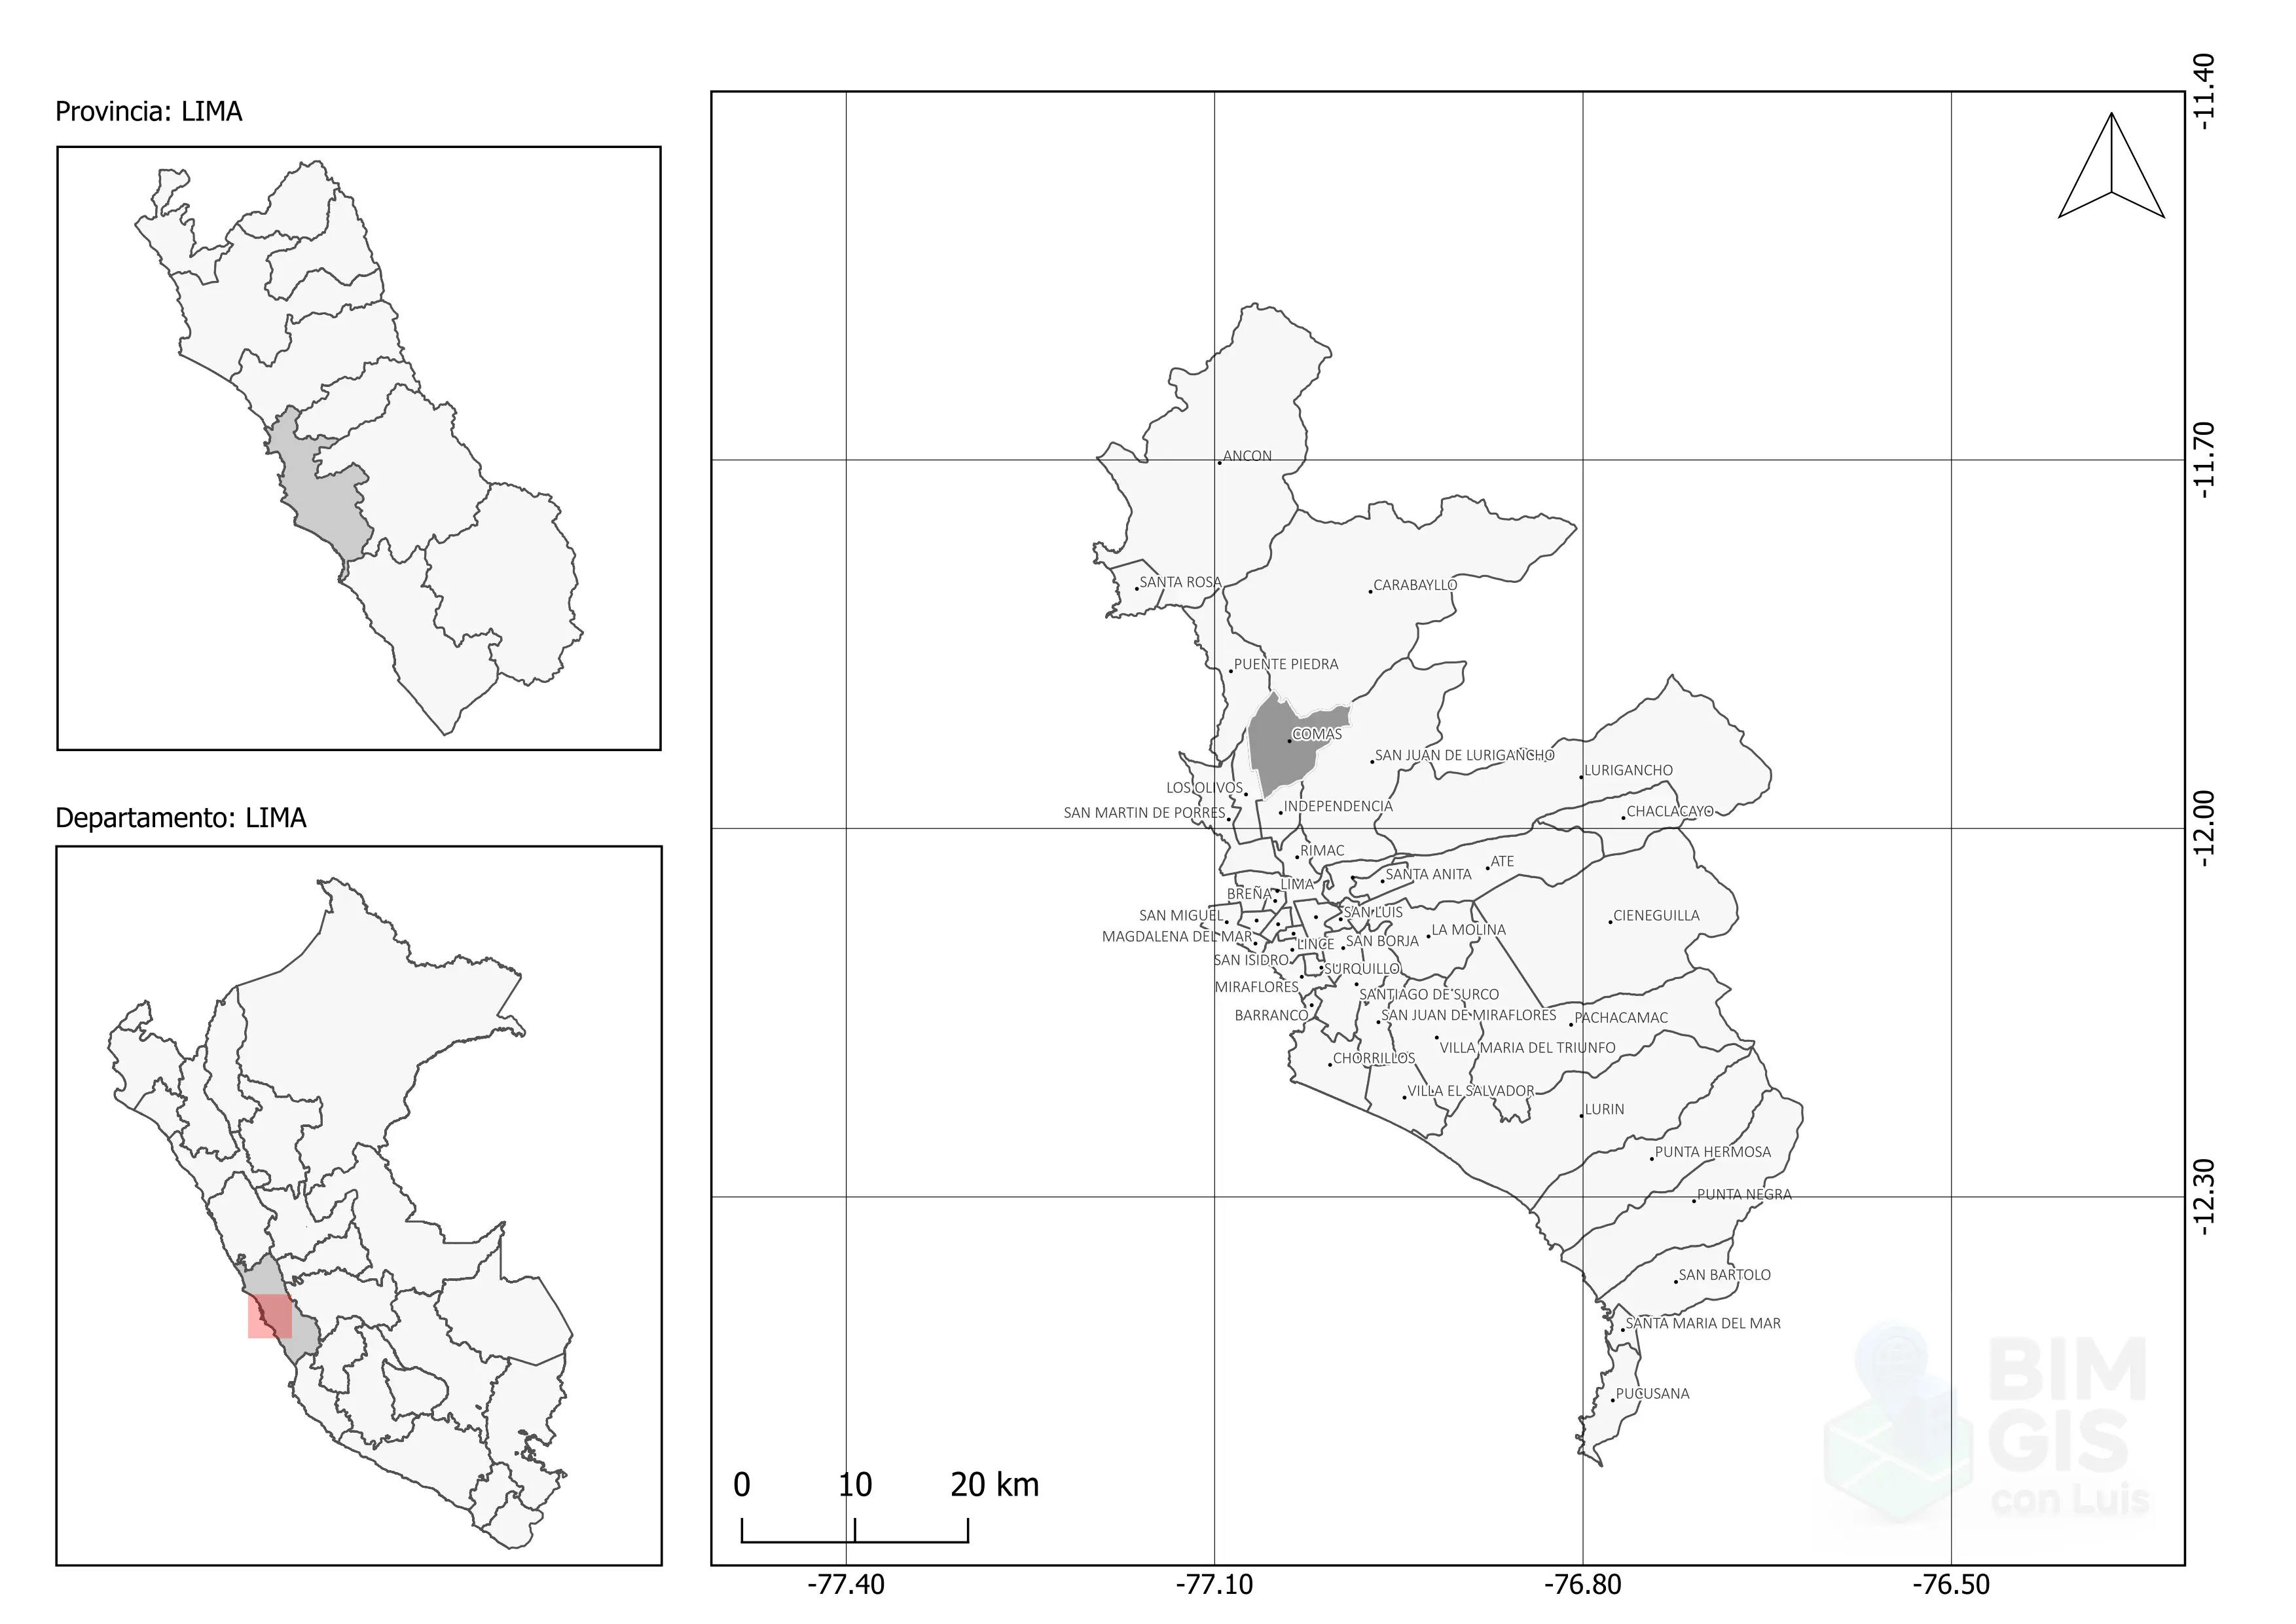 Provincia: LIMA
Departamento: LIMA
-11.40
-11.70
-12.00
-12.30
ANCON
SANTA ROSA
CARABAYLLO
PUENTE PIEDRA
COMAS
SAN JUAN DE LURIGANCHO
LURIGANCHO
LOS OLIVOS
INDEPENDENCIA
SAN MARTIN DE PORRES
CHACLACAYO
RIMAC
ATE
SANTA ANITA
LIMA
BREÑA
SAN MIGUEL
SAN LUIS
CIENEGUILLA
LA MOLINA
MAGDALENA DEL MAR
LINCE
SAN BORJA
SAN ISIDRO
SURQUILLO
MIRAFLORES
SANTIAGO DE SURCO
BARRANCO
SAN JUAN DE MIRAFLORES
PACHACAMAC
VILLA MARIA DEL TRIUNFO
CHORRILLOS
VILLA EL SALVADOR
LURIN
PUNTA HERMOSA
PUNTA NEGRA
SAN BARTOLO
SANTA MARIA DEL MAR
PUCUSANA
BIM
GIS
con Luis
0 10 20 km
-77.40 -77.10 -76.80 -76.50